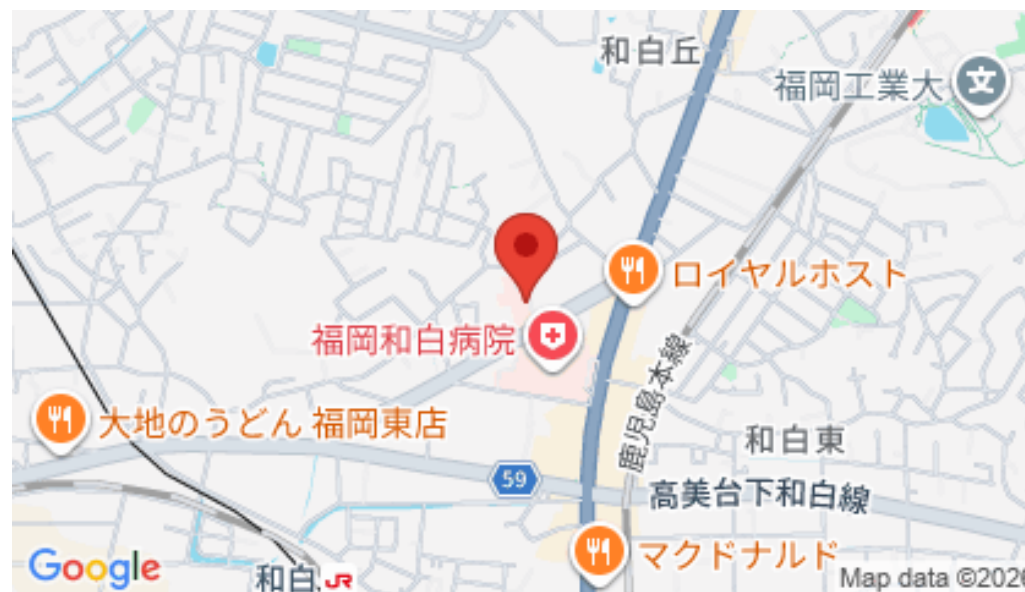 和白丘
福岡工業大
ロイヤルホスト
福岡和白病院
鹿児島本線
大地のうどん 福岡東店
和白東
59
高美台下和白線
マクドナルド
Google
和白
JR
Map data ©2026